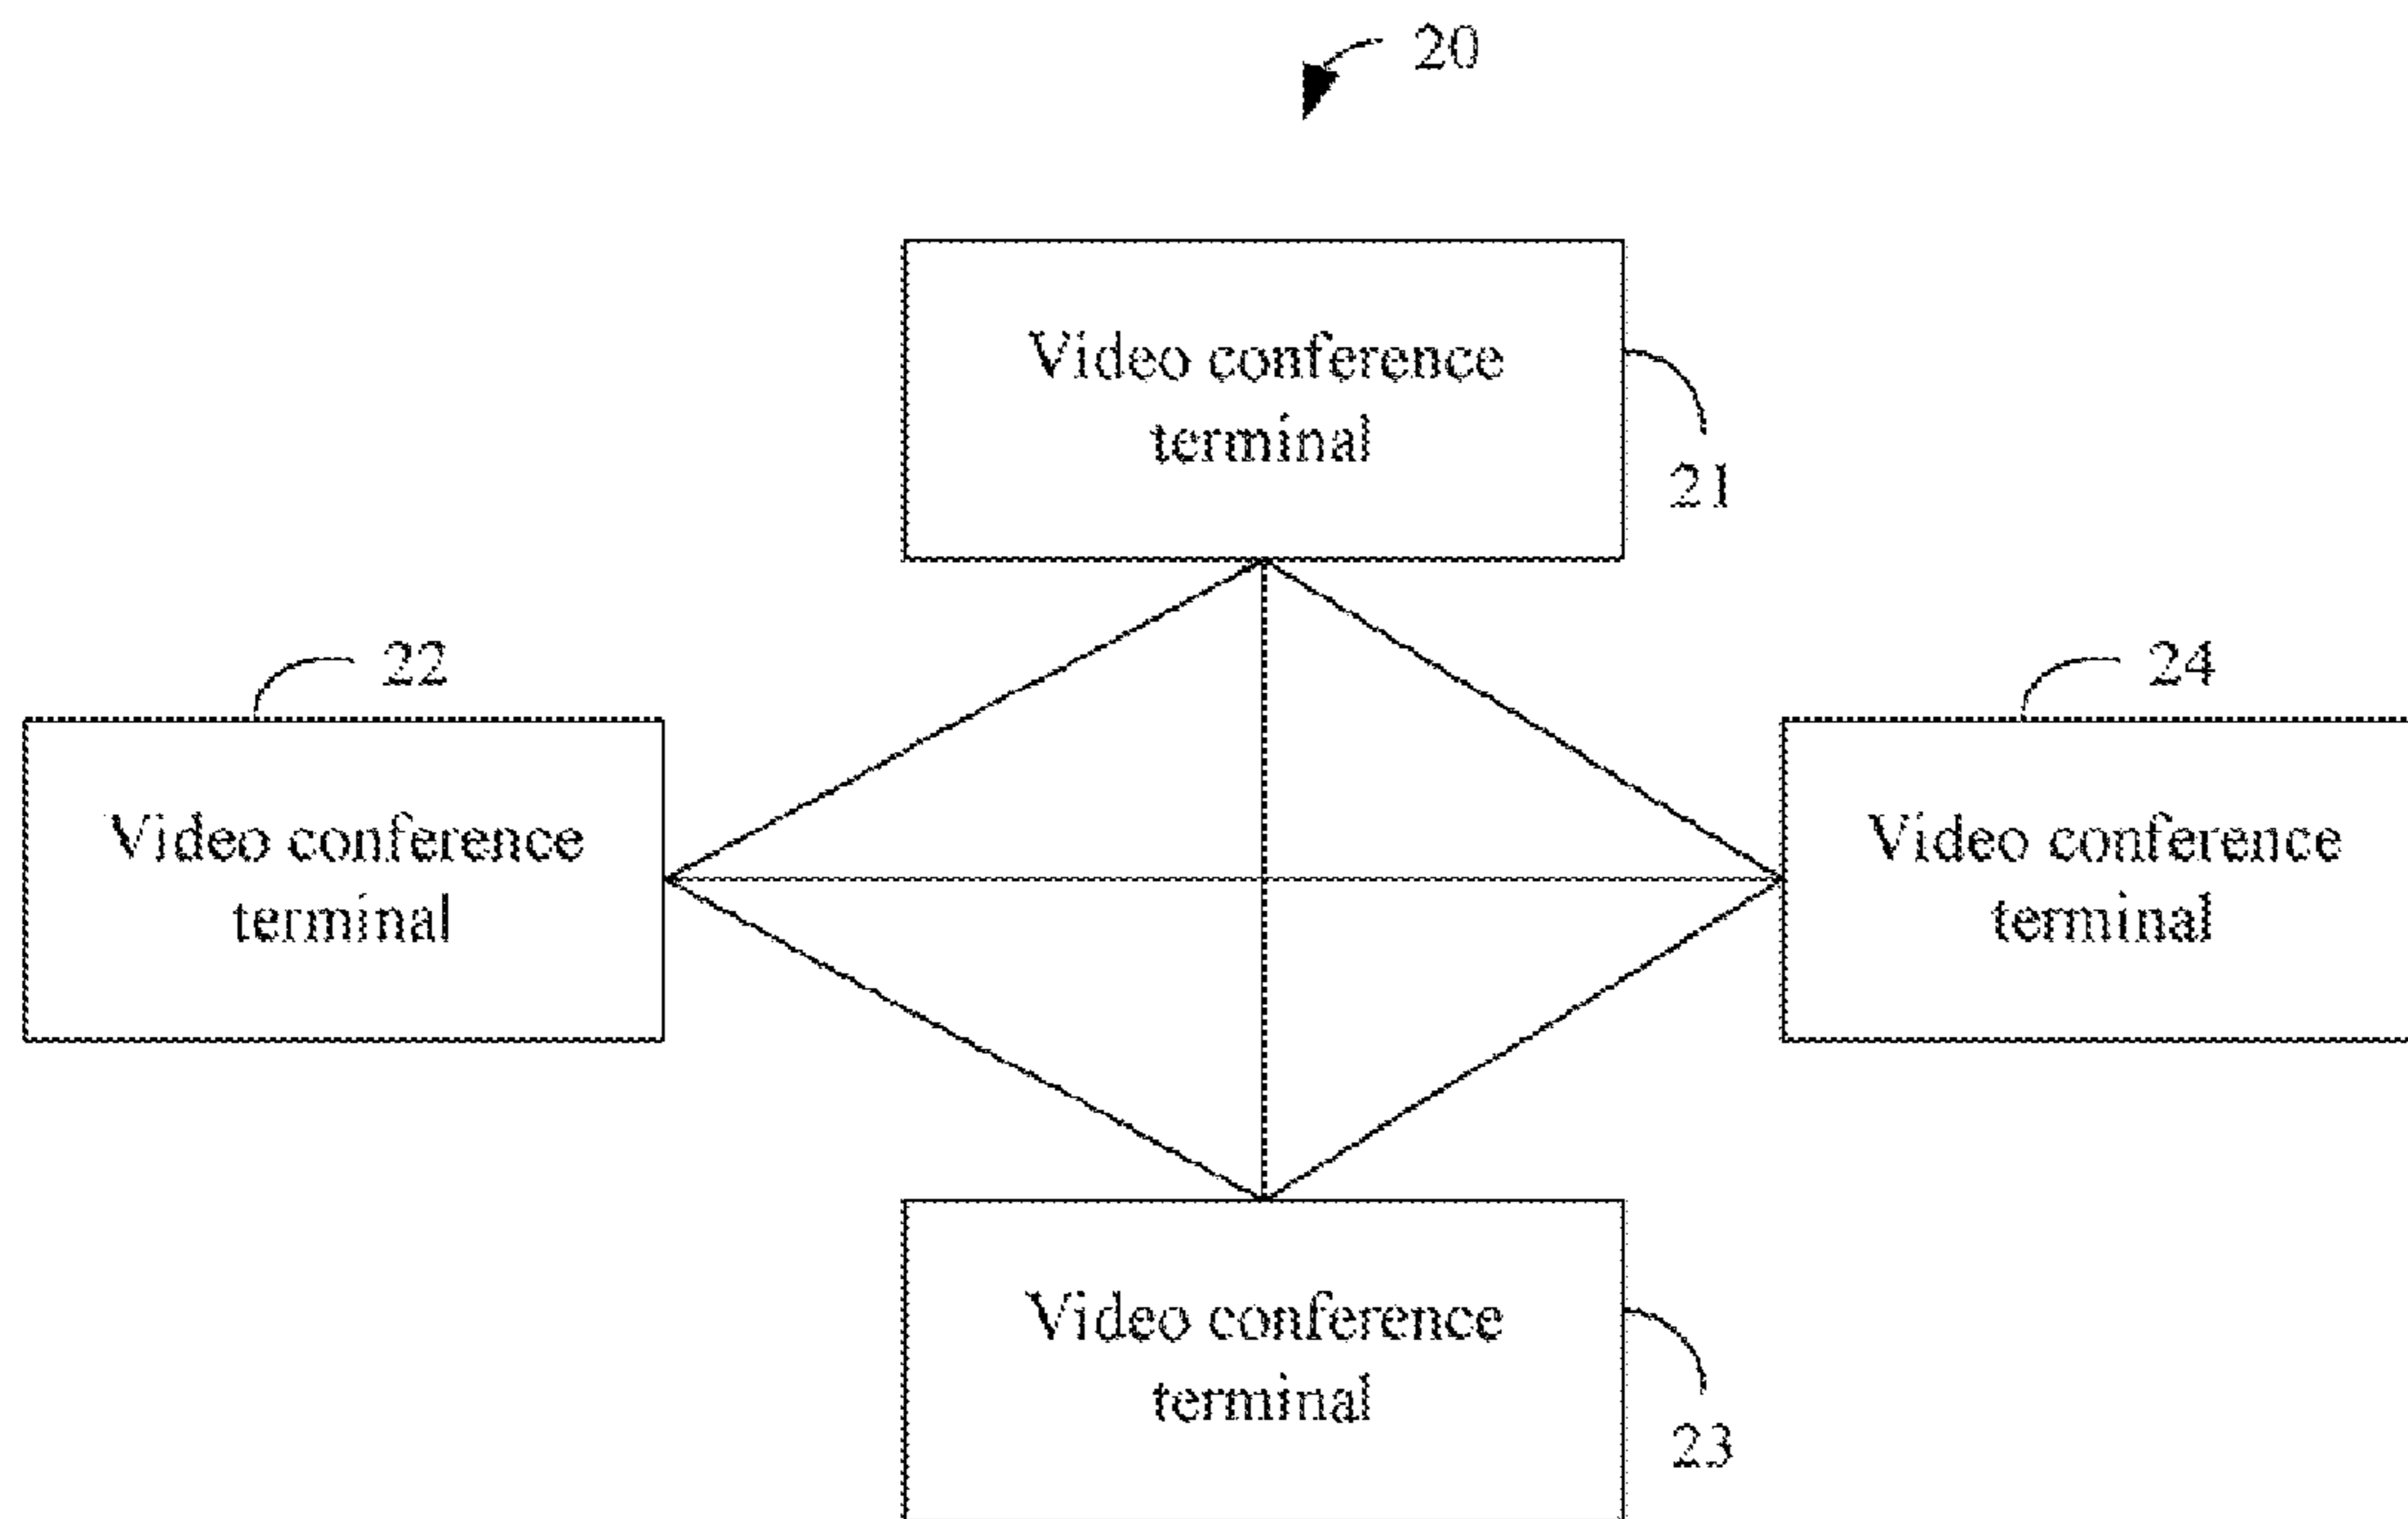 20
Video conference
terminal
21
22
Video conference
terminal
24
Video conference
terminal
Video conference
terminal
23